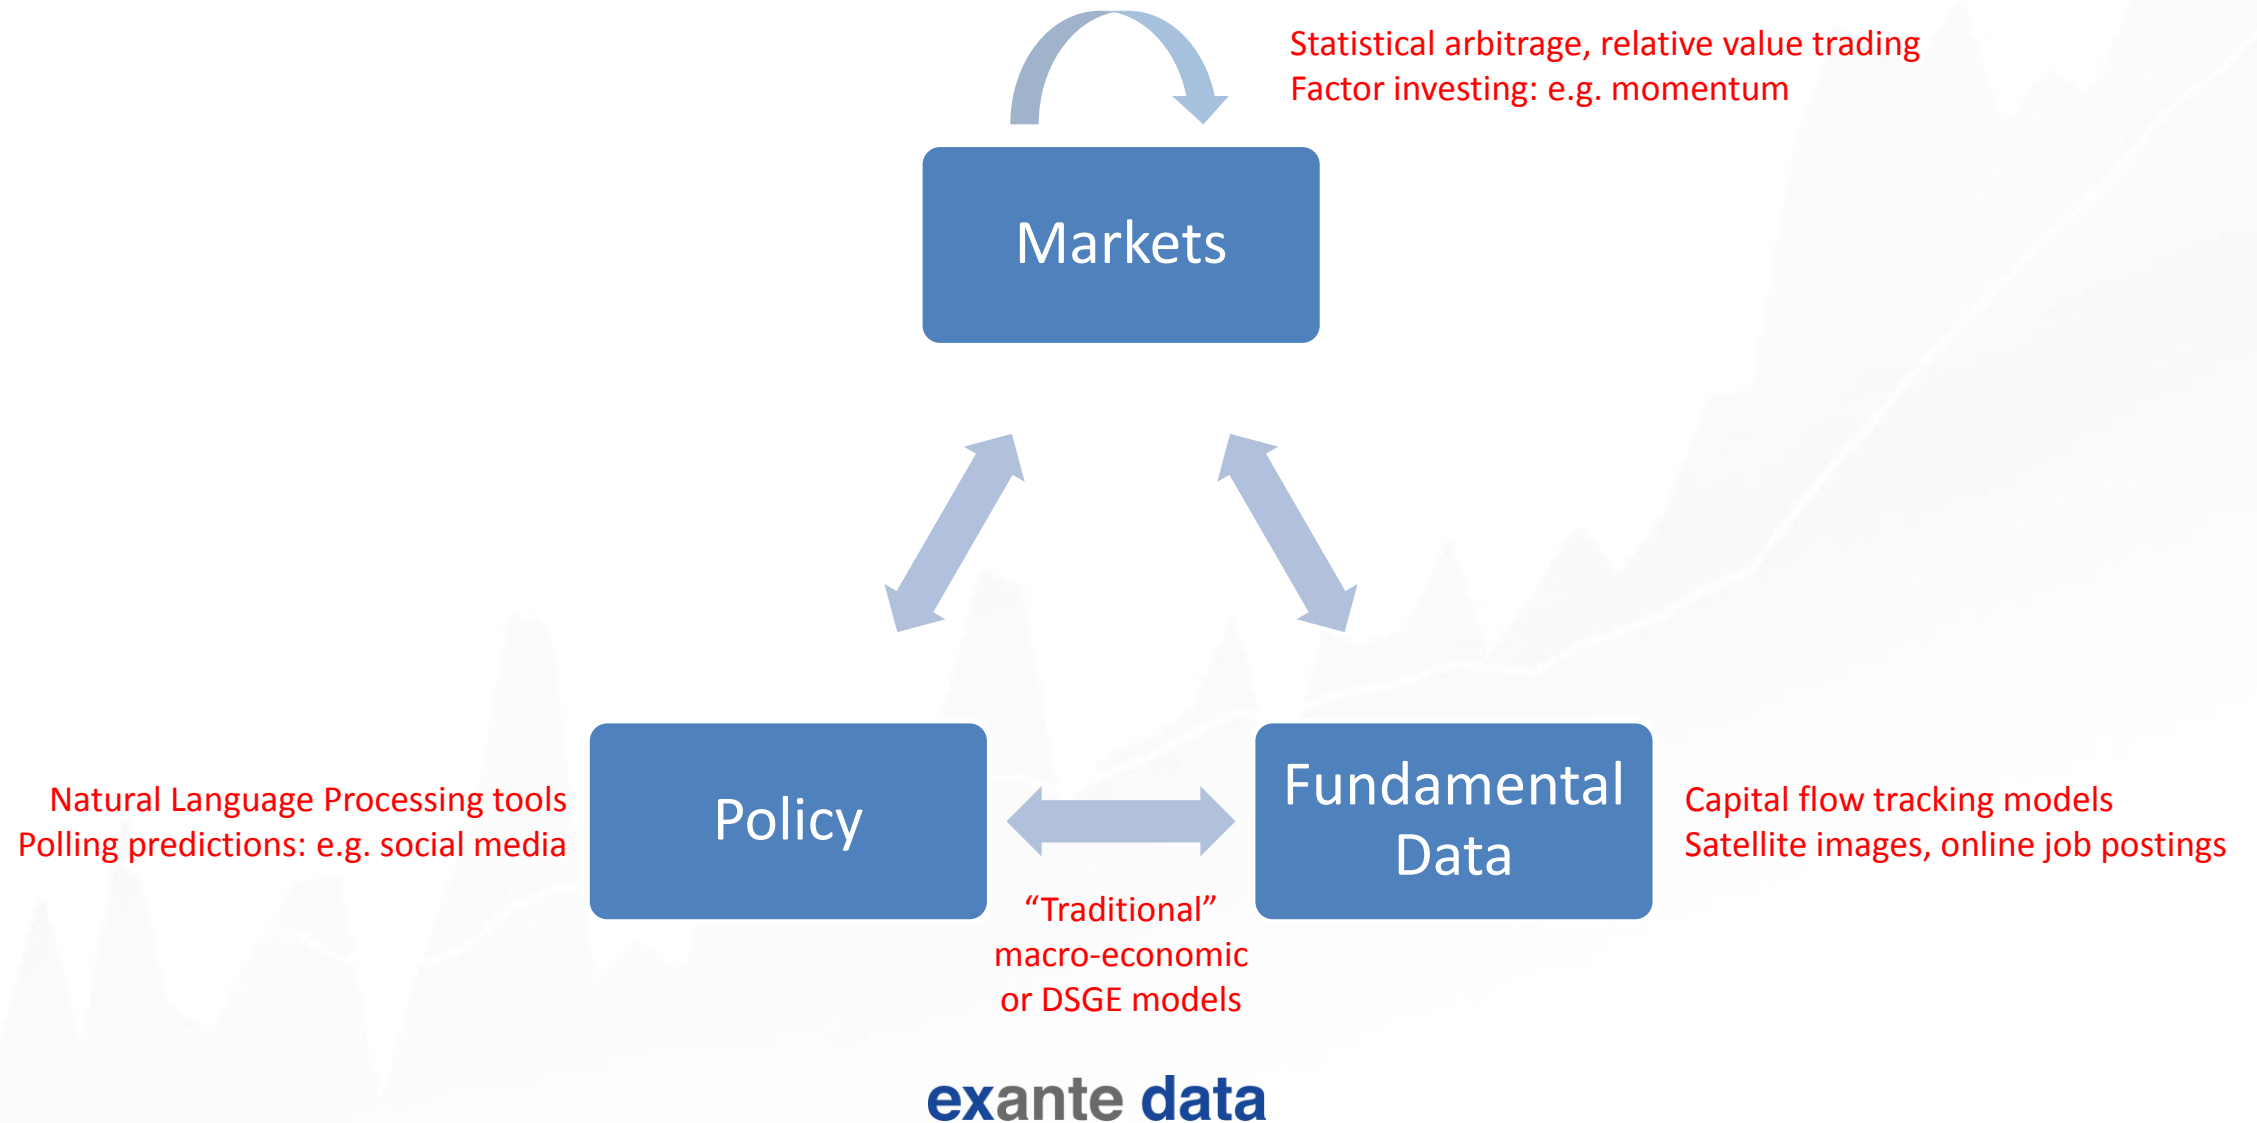 Statistical arbitrage, relative value trading
Factor investing: e.g. momentum
Markets
Natural Language Processing tools
Polling predictions: e.g. social media
Policy
Fundamental
Data
Capital flow tracking models
Satellite images, online job postings
“Traditional”
macro-economic
or DSGE models
exante data